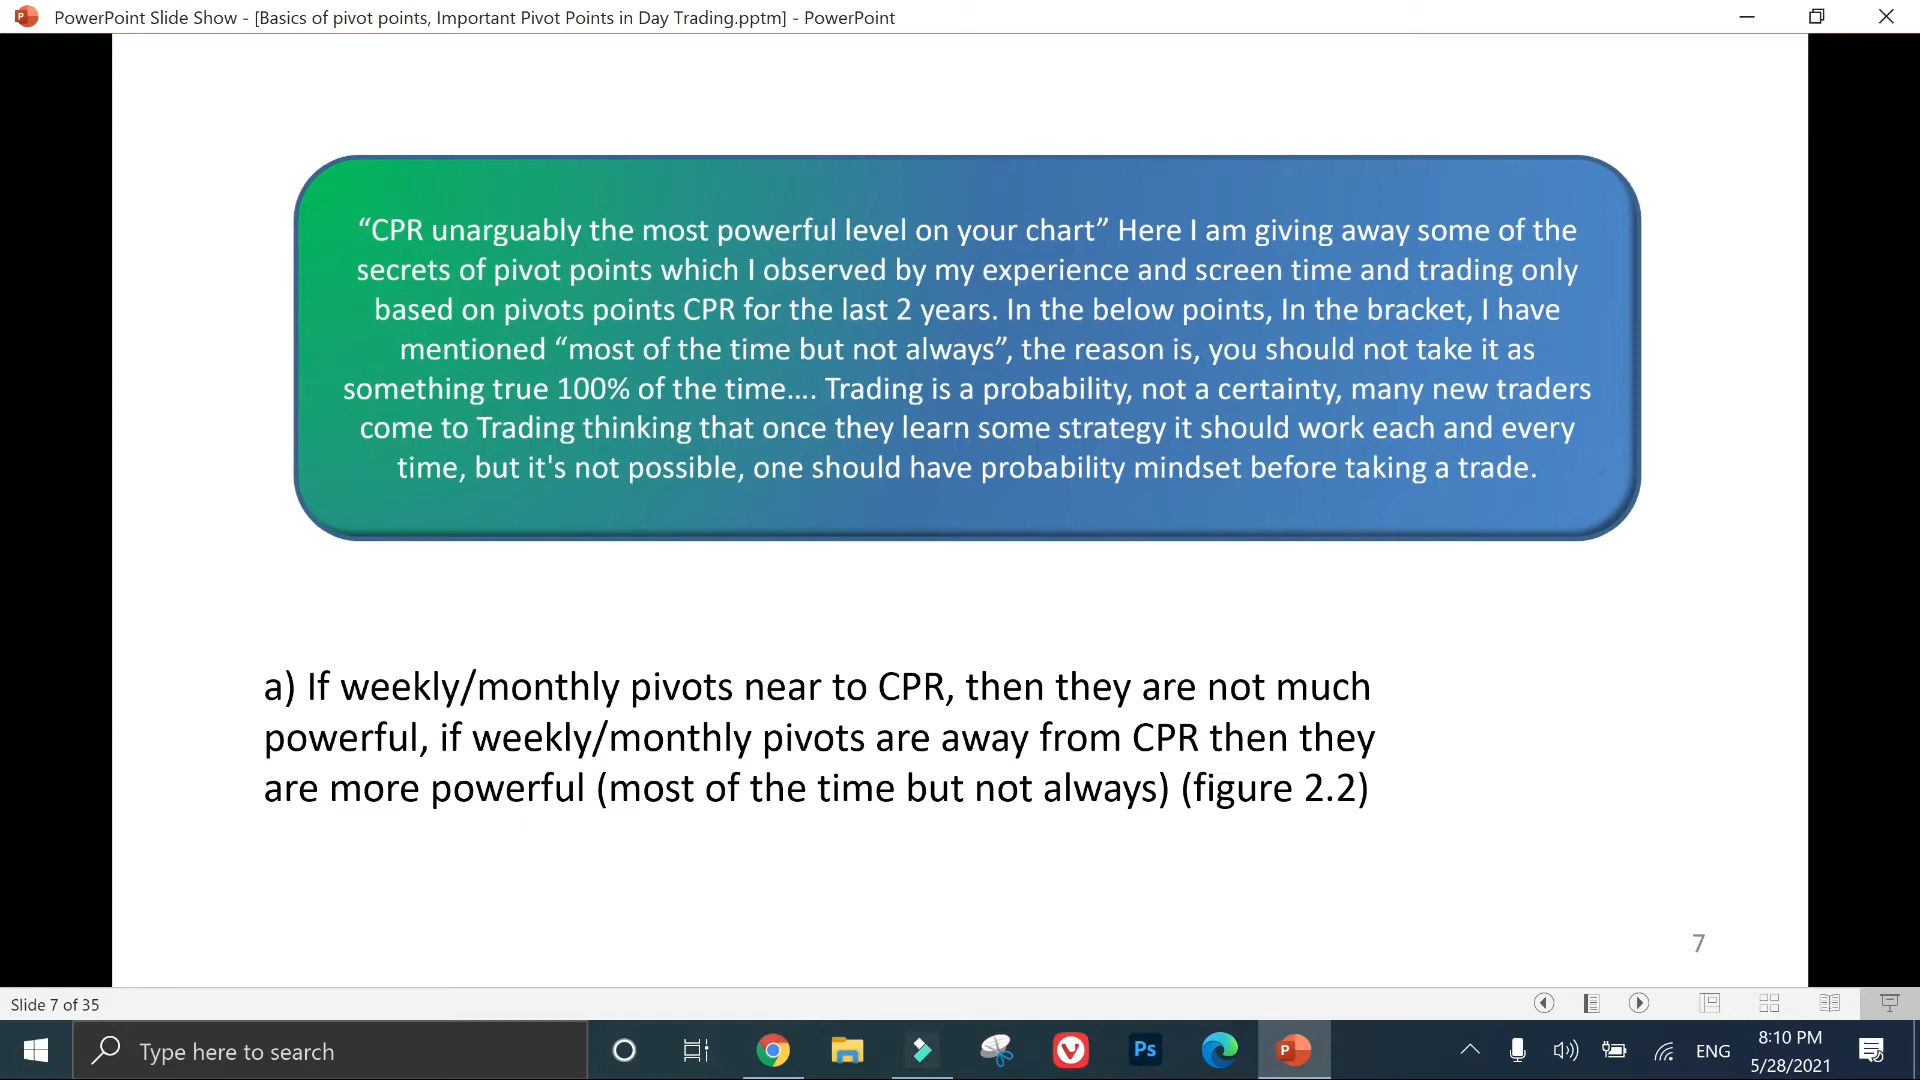 PowerPoint Slide Show - [Basics of pivot points, Important Pivot Points in Day Trading.pptm] - PowerPoint
“CPR unarguably the most powerful level on your chart” Here I am giving away some of the
secrets of pivot points which I observed by my experience and screen time and trading only
based on pivots points CPR for the last 2 years. In the below points, In the bracket, I have
mentioned “most of the time but not always”, the reason is, you should not take it as
something true 100% of the time…. Trading is a probability, not a certainty, many new traders
come to Trading thinking that once they learn some strategy it should work each and every
time, but it's not possible, one should have probability mindset before taking a trade.
a) If weekly/monthly pivots near to CPR, then they are not much
powerful, if weekly/monthly pivots are away from CPR then they
are more powerful (most of the time but not always) (figure 2.2)
7
Slide 7 of 35
Type here to search
Ps
P
ENG
8:10 PM
5/28/2021